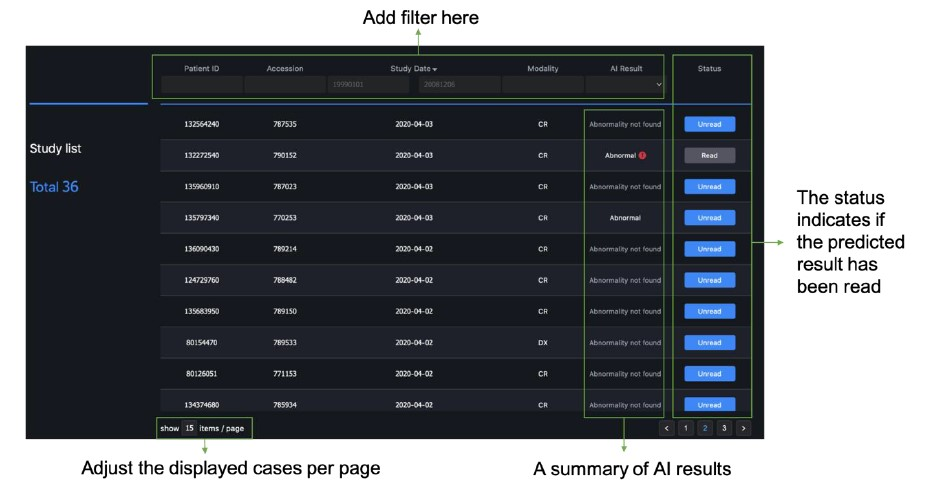 Add filter here
Patient ID Accession Study Date Modality AI Result Status
19990101 20081206
132564240 787535 2020-04-03 CR Abnormality not found Unread
Study list
132272540 790152 2020-04-03 CR Abnormal Read
Total 36
135960910 787023 2020-04-03 CR Abnormality not found Unread
135797340 770253 2020-04-03 CR Abnormal Unread
136090430 789214 2020-04-02 CR Abnormality not found Unread
124729760 788482 2020-04-02 CR Abnormality not found Unread
135683950 789150 2020-04-02 CR Abnormality not found Unread
80154470 789533 2020-04-02 DX Abnormality not found Unread
80126051 771153 2020-04-02 CR Abnormality not found Unread
134374680 785934 2020-04-02 CR Abnormality not found Unread
show 15 items / page < 1 2 3 >
The status
indicates if
the predicted
result has
been read
Adjust the displayed cases per page
A summary of AI results